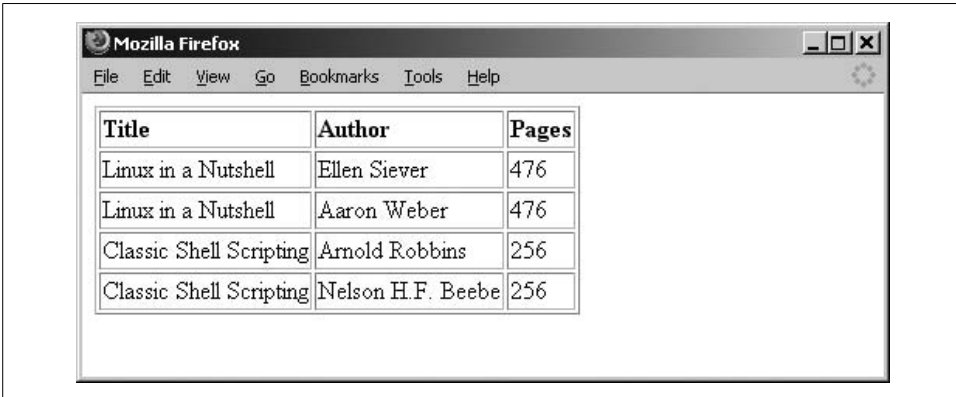 Mozilla Firefox
File Edit View Go Bookmarks Tools Help
Title Author Pages
Linux in a Nutshell Ellen Siever 476
Linux in a Nutshell Aaron Weber 476
Classic Shell Scripting Arnold Robbins 256
Classic Shell Scripting Nelson H.F. Beebe 256